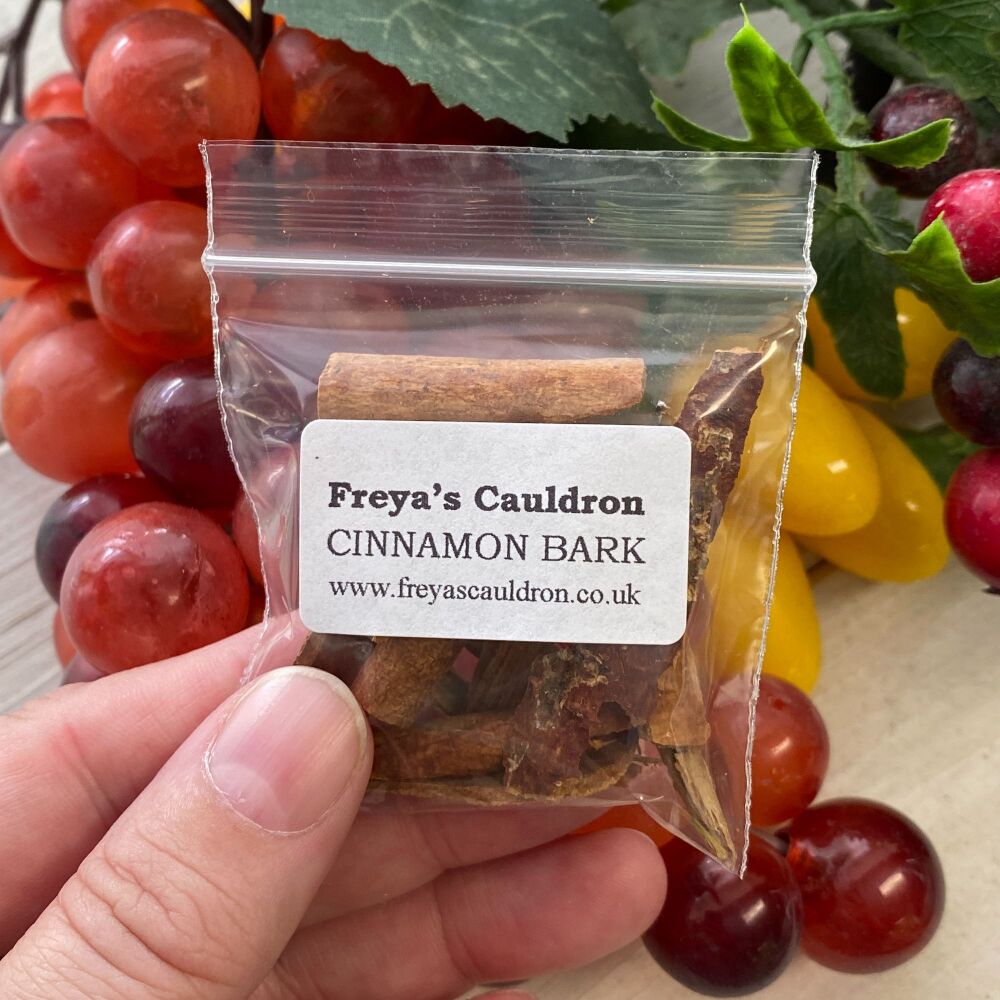 Freya’s Cauldron
CINNAMON BARK
www.freyascauldron.co.uk